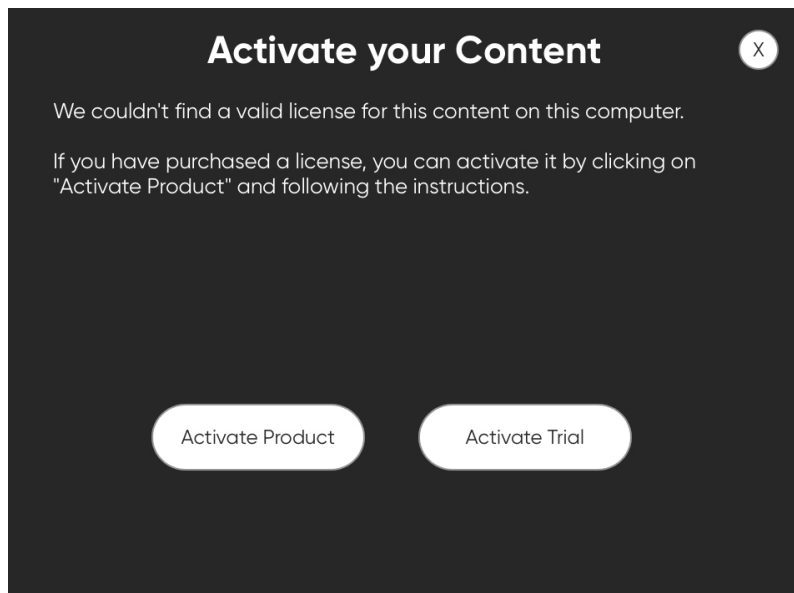 Activate your Content
X
We couldn't find a valid license for this content on this computer.
If you have purchased a license, you can activate it by clicking on
"Activate Product" and following the instructions.
Activate Product
Activate Trial